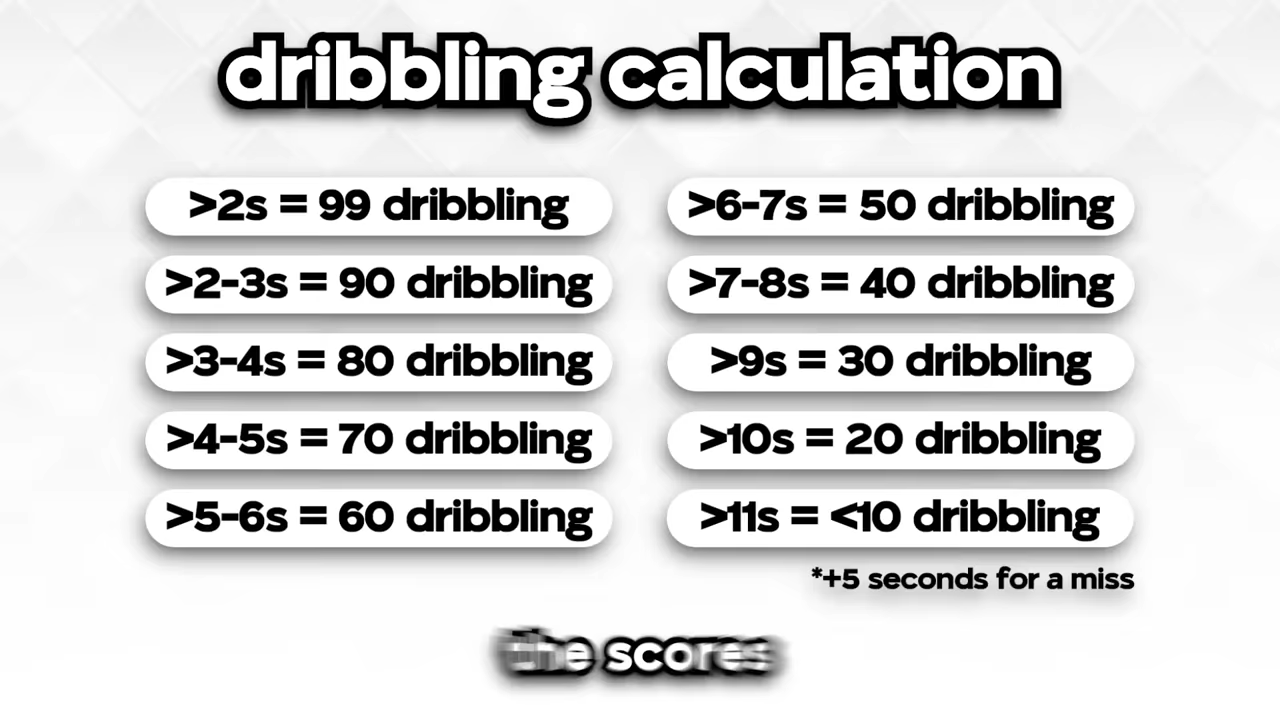 dribbling calculation
>2s = 99 dribbling
>2-3s = 90 dribbling
>3-4s = 80 dribbling
>4-5s = 70 dribbling
>5-6s = 60 dribbling
>6-7s = 50 dribbling
>7-8s = 40 dribbling
>9s = 30 dribbling
>10s = 20 dribbling
>11s = <10 dribbling
*+5 seconds for a miss
the scores